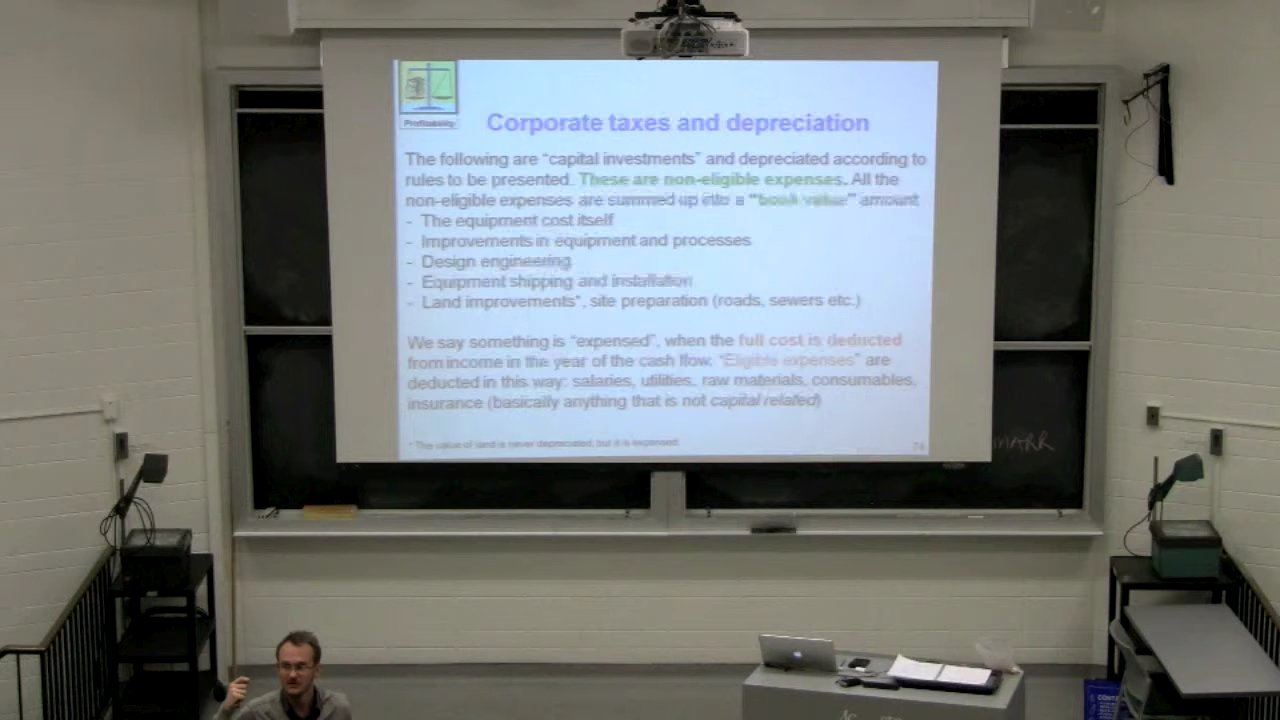 Profitability
Corporate taxes and depreciation
The following are "capital investments" and depreciated according to
rules to be presented. These are non-eligible expenses. All the
non-eligible expenses are summed up into a "book value" amount
- The equipment cost itself
- Improvements in equipment and processes
- Design engineering
- Equipment shipping and installation
- Land improvements*, site preparation (roads, sewers etc.)
We say something is "expensed", when the full cost is deducted
from income in the year of the cash flow. "Eligible expenses" are
deducted in this way: salaries, utilities, raw materials, consumables,
insurance (basically anything that is not capital related)
* The value of land is never depreciated, but it is expensed.
74
MARR